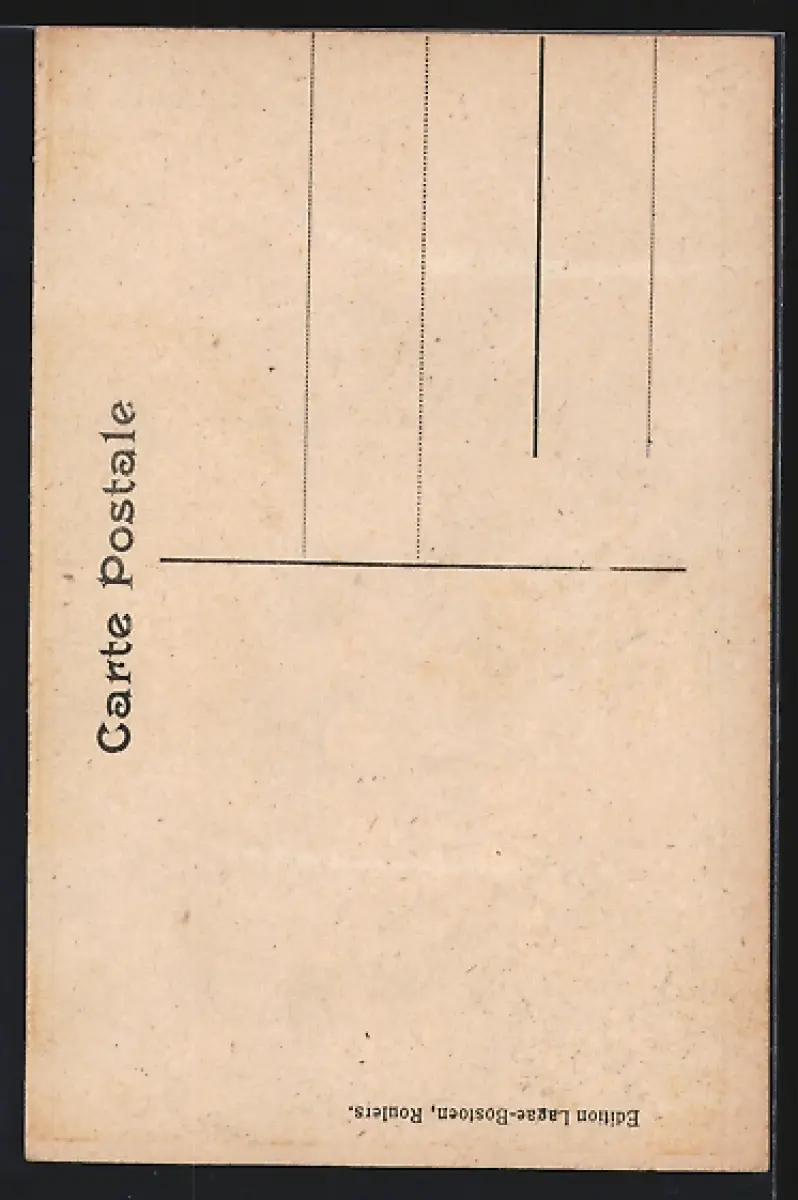 Carte Postale
Edition Lagae-Bostoen, Roulers.